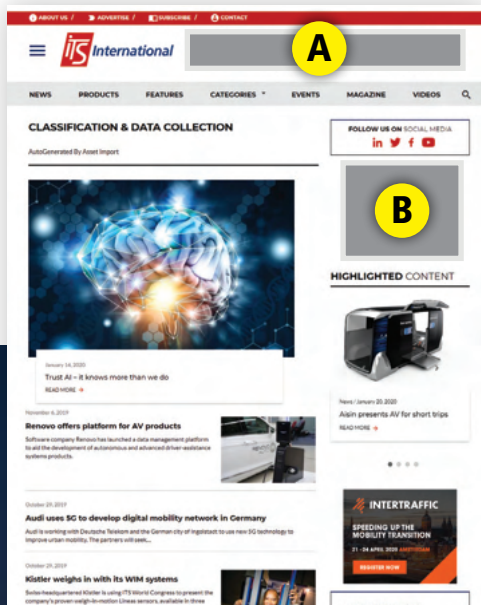 ABOUT US / ADVERTISE / SUBSCRIBE / CONTACT
iTS International
A
NEWS PRODUCTS FEATURES CATEGORIES EVENTS MAGAZINE VIDEOS
CLASSIFICATION & DATA COLLECTION
AutoGenerated By Asset Import
January 14, 2020
Trust AI – it knows more than we do
READ MORE
November 6, 2019
Renovo offers platform for AV products
Software company Renovo has launched a data management platform
to aid the development of autonomous and advanced driver-assistance
systems products.
October 29, 2019
Audi uses 5G to develop digital mobility network in Germany
Audi is working with Deutsche Telekom and the German city of Ingolstadt to use new 5G technology to
improve urban mobility. The partners will seek...
October 29, 2019
Kistler weighs in with its WIM systems
Swiss-headquartered Kistler is using ITS World Congress to present the
company's proven weigh-in-motion Lineas sensors, available in three
FOLLOW US ON SOCIAL MEDIA
in f
B
HIGHLIGHTED CONTENT
News / January 20, 2020
Aisin presents AV for short trips
READ MORE
INTERTRAFFIC
SPEEDING UP THE
MOBILITY TRANSITION
21 - 24 APRIL 2020 AMSTERDAM
REGISTER NOW